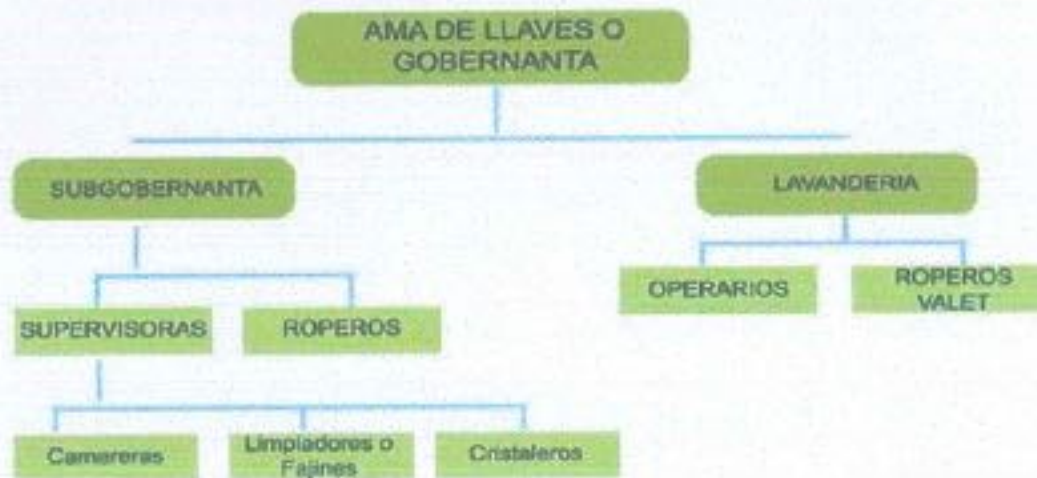 AMA DE LLAVES O
GOBERNANTA
SUBGOBERNANTA
LAVANDERIA
OPERARIOS
ROPEROS
VALET
SUPERVISORAS
ROPEROS
Camareras
Limpiadores o
Fajines
Cristaleros